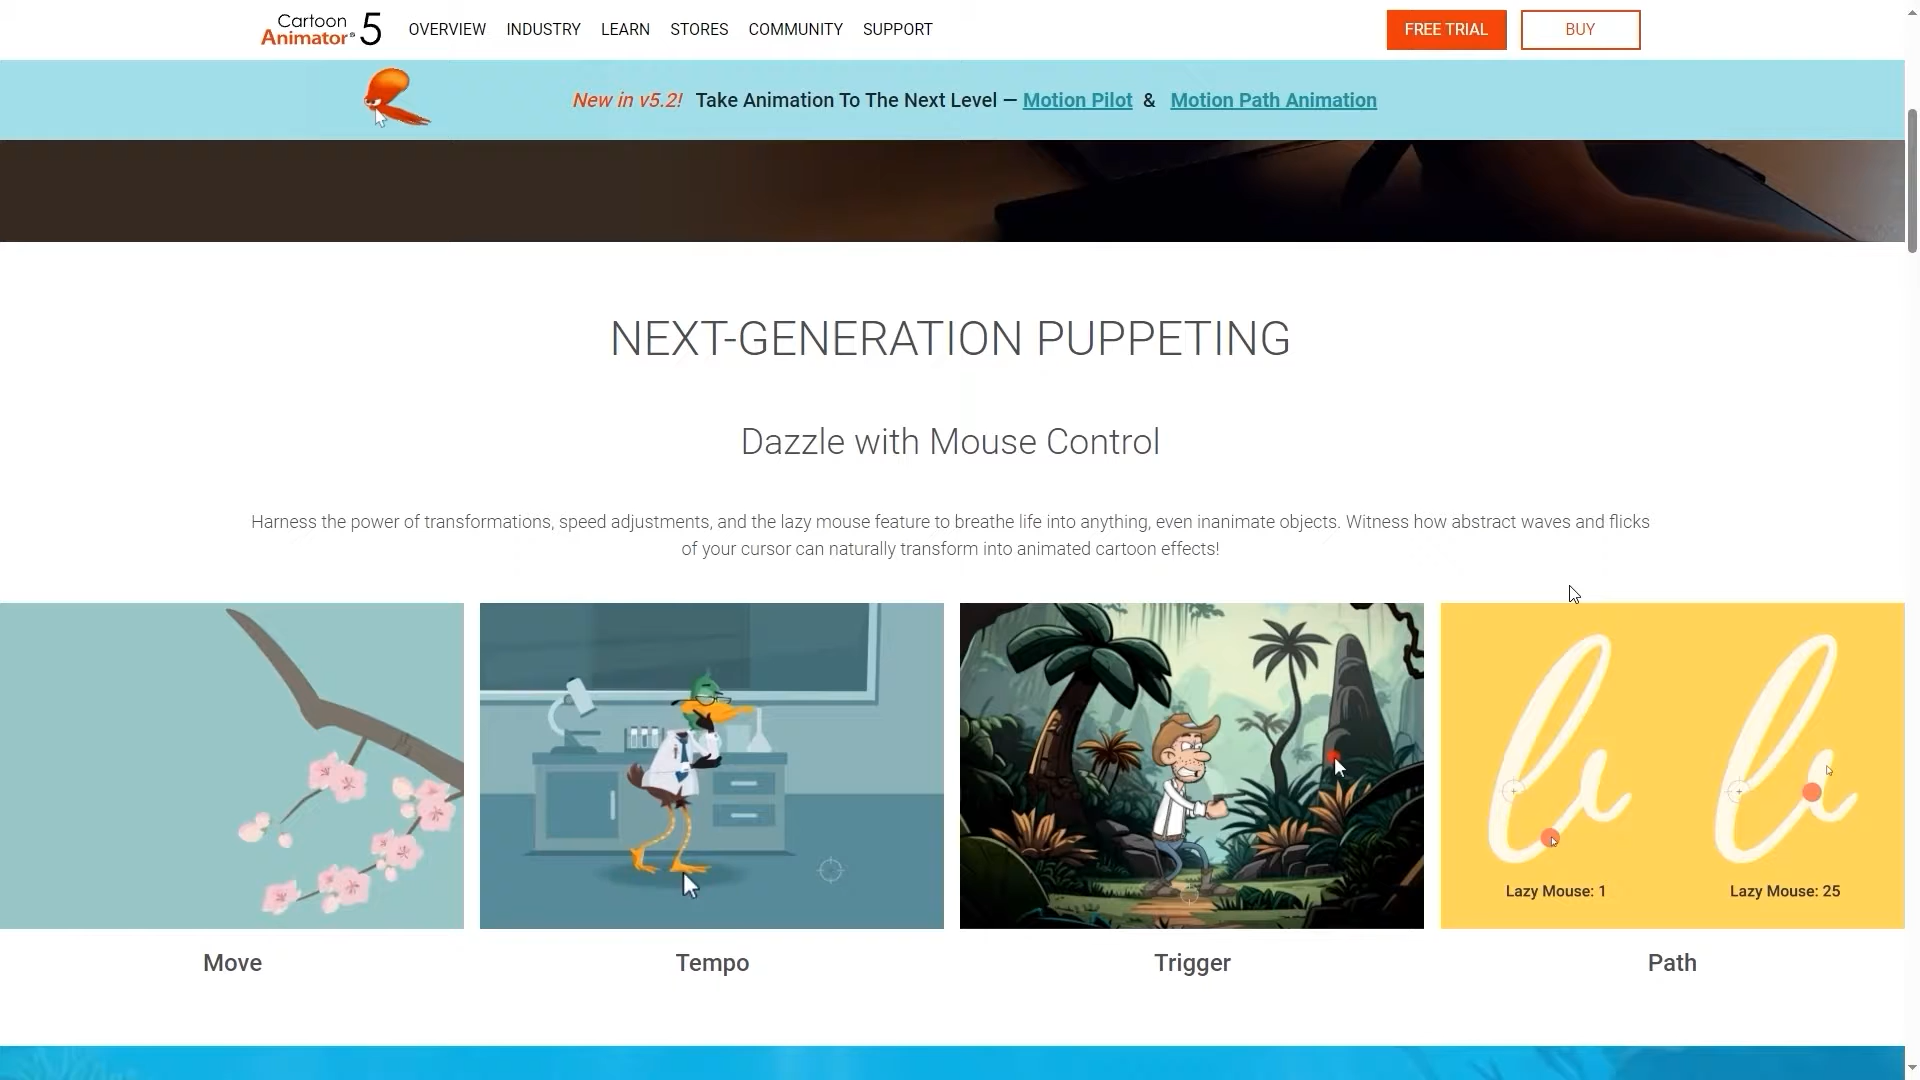 Cartoon
Animator® 5
OVERVIEW INDUSTRY LEARN STORES COMMUNITY SUPPORT
FREE TRIAL
BUY
New in v5.2! Take Animation To The Next Level — Motion Pilot & Motion Path Animation
NEXT-GENERATION PUPPETING
Dazzle with Mouse Control
Harness the power of transformations, speed adjustments, and the lazy mouse feature to breathe life into anything, even inanimate objects. Witness how abstract waves and flicks
of your cursor can naturally transform into animated cartoon effects!
Lazy Mouse: 1
Lazy Mouse: 25
Move
Tempo
Trigger
Path